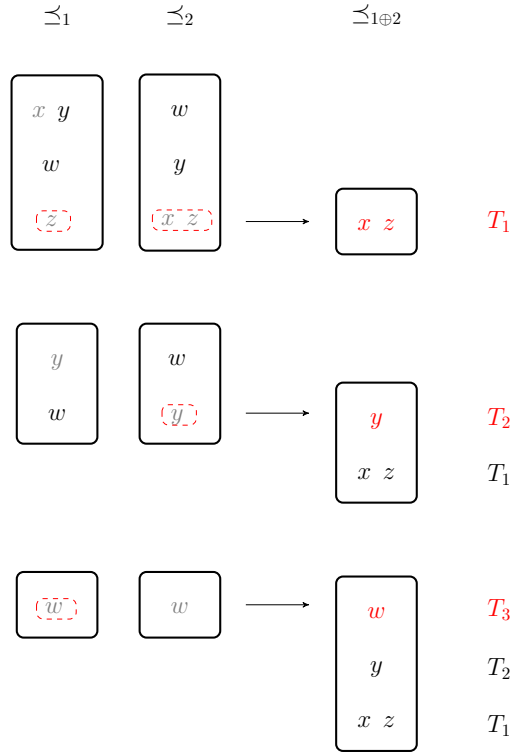 ⪯₁ ⪯₂ ⪯₁⊕₂
x y w
w y
z x z x z T₁
y w
w y y T₂
x z T₁
w w w T₃
y T₂
x z T₁